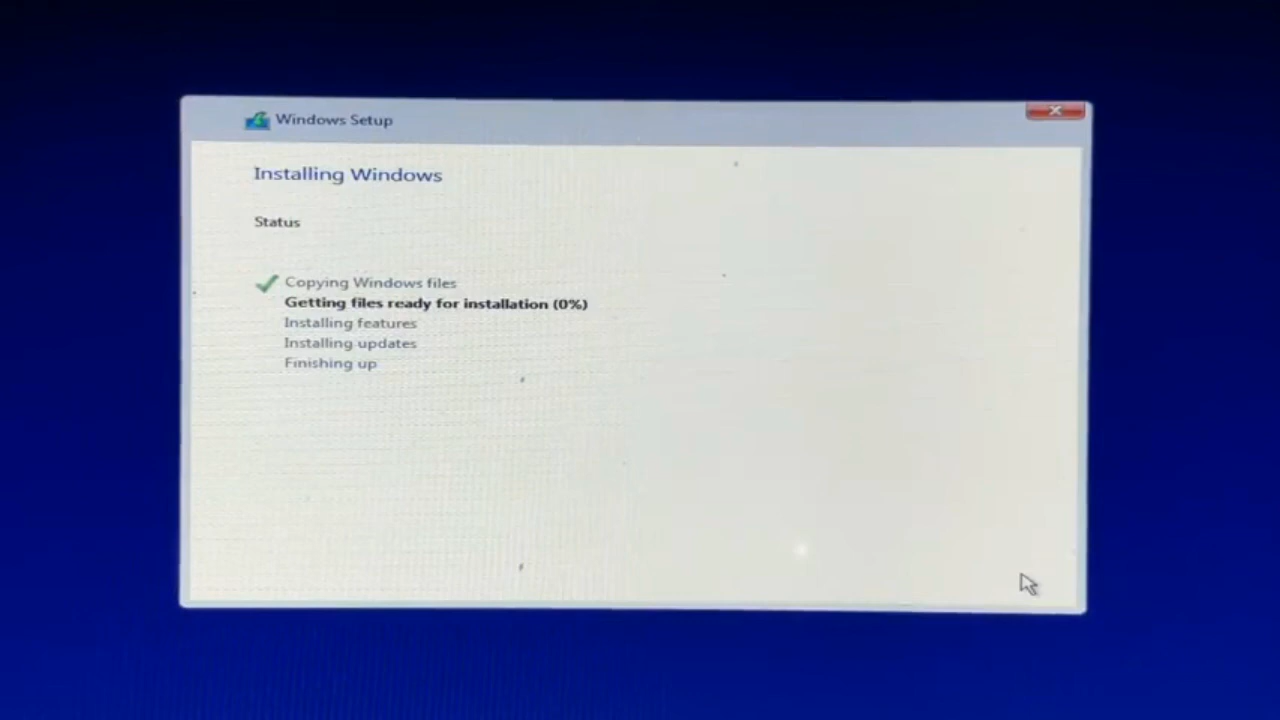 Windows Setup
Installing Windows
Status
Copying Windows files
Getting files ready for installation (0%)
Installing features
Installing updates
Finishing up